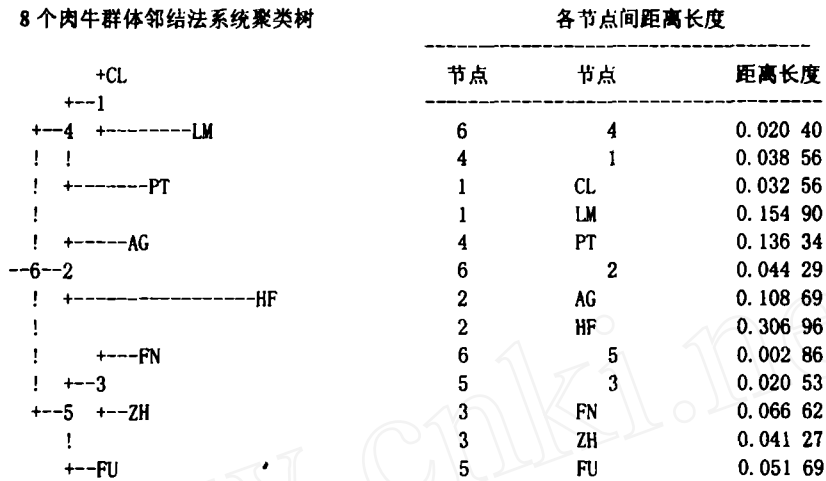 8 个肉牛群体邻结法系统聚类树
各节点间距离长度
节点 节点 距离长度
+CL
+--1
+--4 +---------LM
! !
! +-------PT
!
! +-----AG
--6--2
! +-----------------HF
!
! +---FN
! +--3
+--5 +--ZH
!
+--FU
6 4 0.020 40
4 1 0.038 56
1 CL 0.032 56
1 LM 0.154 90
4 PT 0.136 34
6 2 0.044 29
2 AG 0.108 69
2 HF 0.306 96
6 5 0.002 86
5 3 0.020 53
3 FN 0.066 62
3 ZH 0.041 27
5 FU 0.051 69